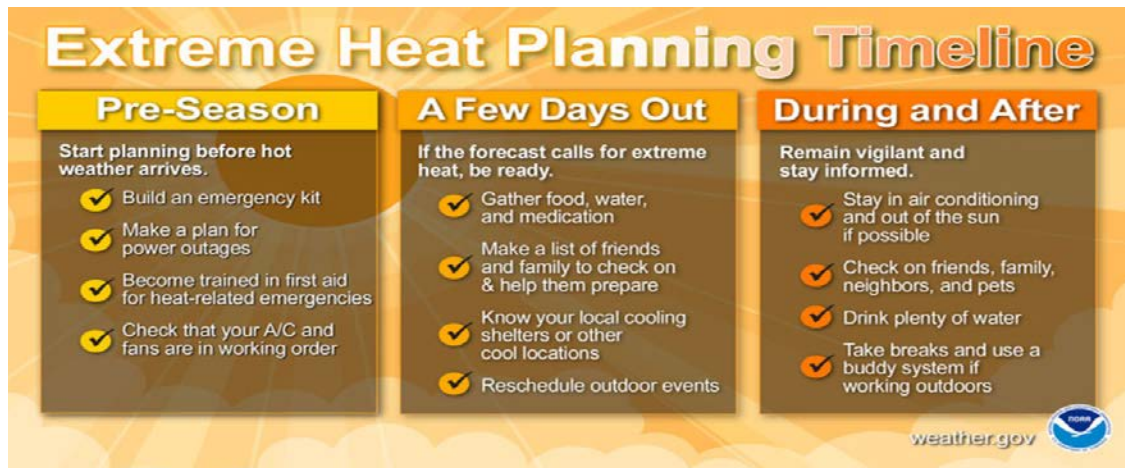 Extreme Heat Planning Timeline
Pre-Season
Start planning before hot
weather arrives.
Build an emergency kit
Make a plan for
power outages
Become trained in first aid
for heat-related emergencies
Check that your A/C and
fans are in working order
A Few Days Out
If the forecast calls for extreme
heat, be ready.
Gather food, water,
and medication
Make a list of friends
and family to check on
& help them prepare
Know your local cooling
shelters or other
cool locations
Reschedule outdoor events
During and After
Remain vigilant and
stay informed.
Stay in air conditioning
and out of the sun
if possible
Check on friends, family,
neighbors, and pets
Drink plenty of water
Take breaks and use a
buddy system if
working outdoors
weather.gov
NOAA